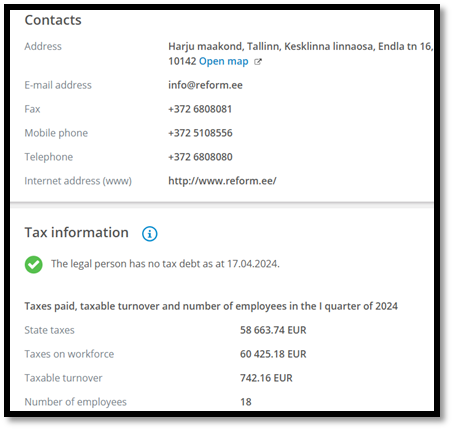 Contacts
Address Harju maakond, Tallinn, Kesklinna linnaosa, Endla tn 16,
10142 Open map
E-mail address info@reform.ee
Fax +372 6808081
Mobile phone +372 5108556
Telephone +372 6808080
Internet address (www) http://www.reform.ee/
Tax information
The legal person has no tax debt as at 17.04.2024.
Taxes paid, taxable turnover and number of employees in the I quarter of 2024
State taxes 58 663.74 EUR
Taxes on workforce 60 425.18 EUR
Taxable turnover 742.16 EUR
Number of employees 18